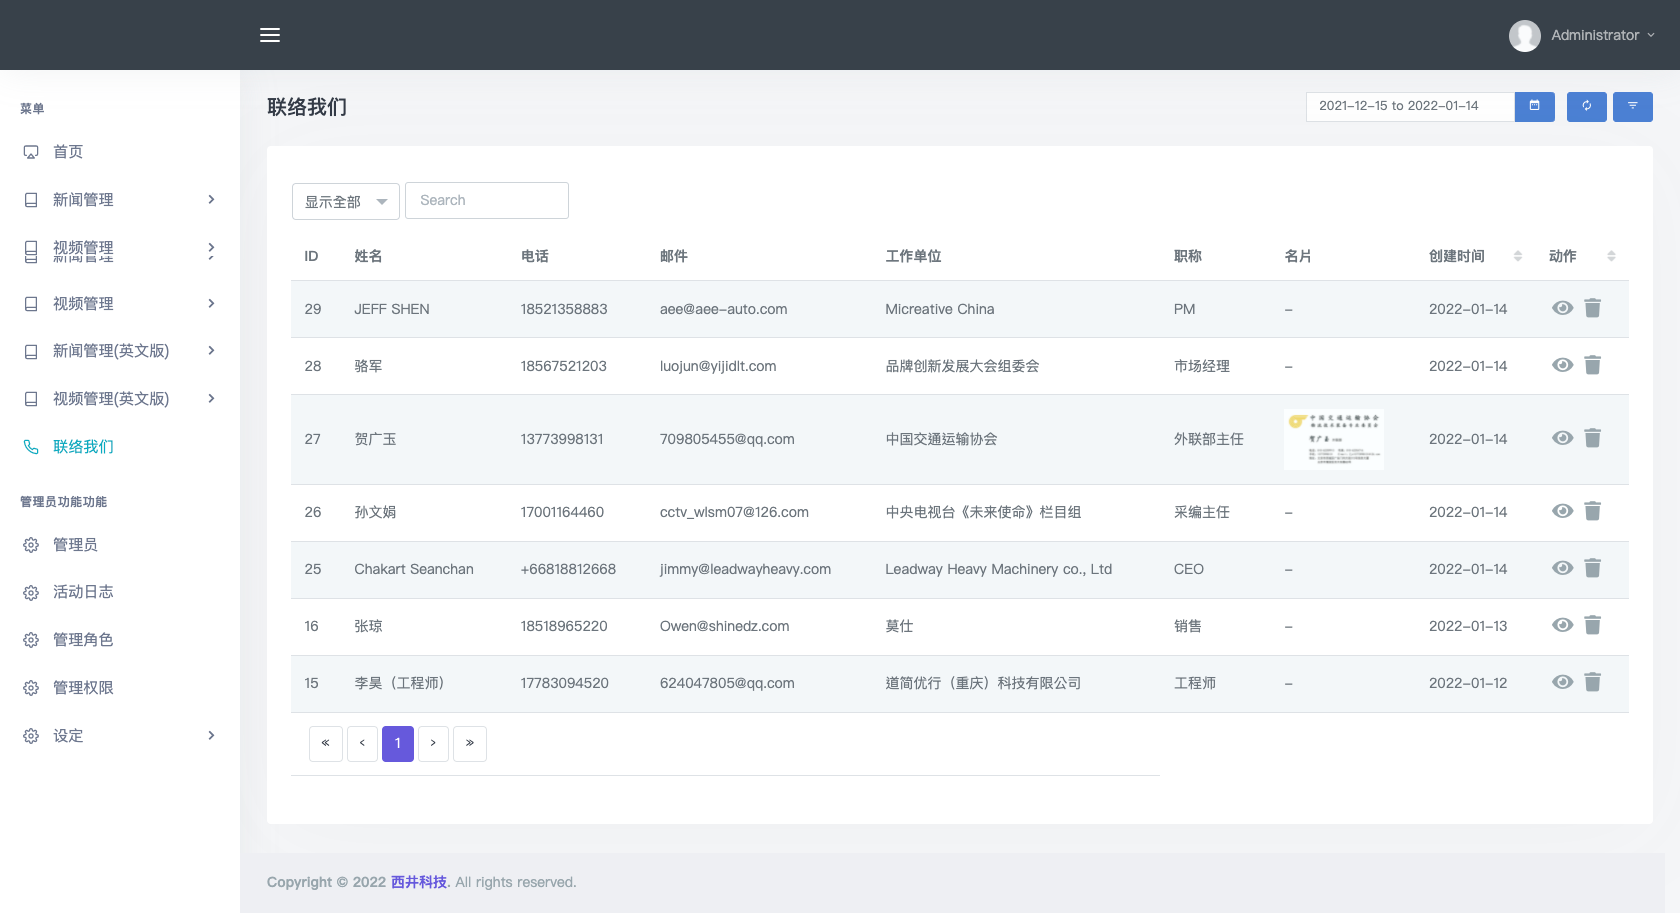 Administrator
菜单
首页
新闻管理
视频管理
新闻管理
视频管理
新闻管理(英文版)
视频管理(英文版)
联络我们
管理员功能功能
管理员
活动日志
管理角色
管理权限
设定
联络我们
2021-12-15 to 2022-01-14
显示全部 Search
ID 姓名 电话 邮件 工作单位 职称 名片 创建时间 动作
29 JEFF SHEN 18521358883 aee@aee-auto.com Micreative China PM - 2022-01-14
28 骆军 18567521203 luojun@yijidlt.com 品牌创新发展大会组委会 市场经理 - 2022-01-14
27 贺广玉 13773998131 709805455@qq.com 中国交通运输协会 外联部主任 2022-01-14
中国交通运输协会
26 孙文娟 17001164460 cctv_wlsm07@126.com 中央电视台《未来使命》栏目组 采编主任 - 2022-01-14
25 Chakart Seanchan +66818812668 jimmy@leadwayheavy.com Leadway Heavy Machinery co., Ltd CEO - 2022-01-14
16 张琼 18518965220 Owen@shinedz.com 莫仕 销售 - 2022-01-13
15 李昊（工程师） 17783094520 624047805@qq.com 道简优行（重庆）科技有限公司 工程师 - 2022-01-12
« ‹ 1 › »
Copyright © 2022 西井科技. All rights reserved.